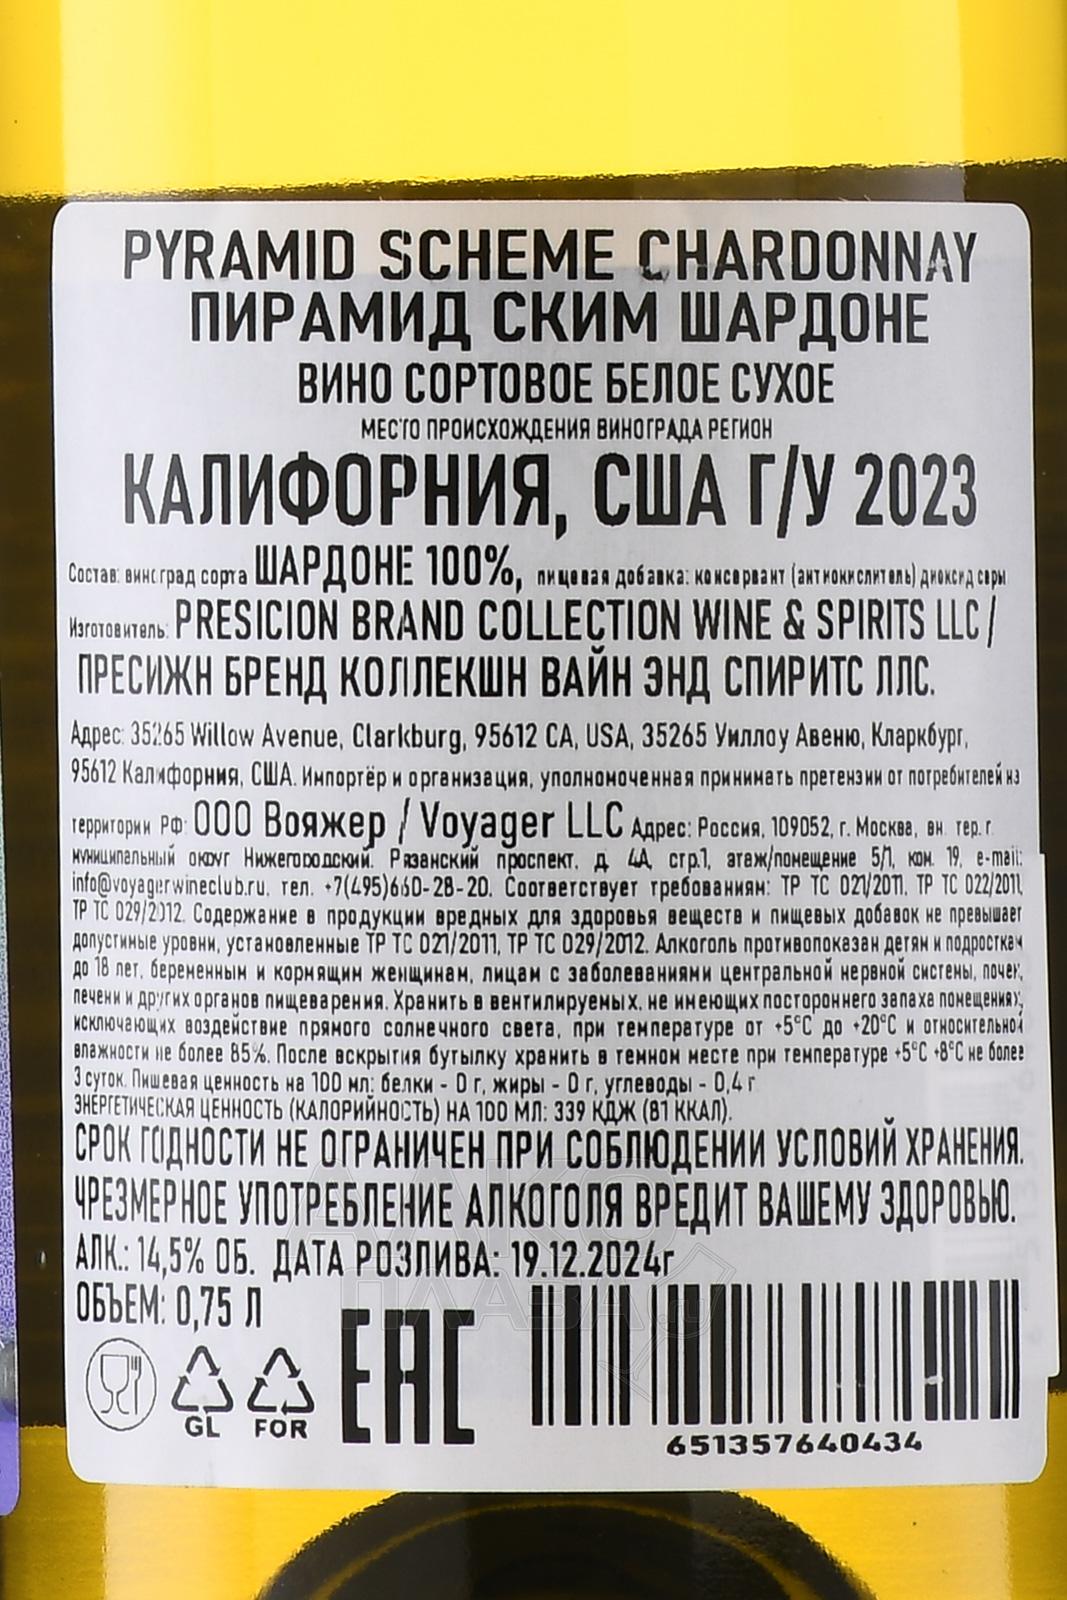 PYRAMID SCHEME CHARDONNAY
ПИРАМИД СКИМ ШАРДОНЕ
ВИНО СОРТОВОЕ БЕЛОЕ СУХОЕ
МЕСТО ПРОИСХОЖДЕНИЯ ВИНОГРАДА РЕГИОН
КАЛИФОРНИЯ, США Г/У 2023
Состав: виноград сорта ШАРДОНЕ 100%, пищевая добавка: консервант (антиокислитель) диоксид серы
Изготовитель: PRESICION BRAND COLLECTION WINE & SPIRITS LLC /
ПРЕСИЖН БРЕНД КОЛЛЕКШН ВАЙН ЭНД СПИРИТС ЛЛС.
Адрес: 35265 Willow Avenue, Clarkburg, 95612 CA, USA, 35265 Уиллоу Авеню, Кларкбург,
95612 Калифорния, США. Импортёр и организация, уполномоченная принимать претензии от потребителей на
территории РФ: ООО Вояжер / Voyager LLC Адрес: Россия, 109052, г. Москва, вн. тер. г.
муниципальный округ Нижегородский. Рязанский проспект, д. 4А, стр.1, этаж/помещение 5/1, ком. 19, e-mail:
info@voyagerwineclub.ru, тел. +7(495)660-28-20. Соответствует требованиям: ТР ТС 021/2011, ТР ТС 022/2011,
ТР ТС 029/2012. Содержание в продукции вредных для здоровья веществ и пищевых добавок не превышает
допустимые уровни, установленные ТР ТС 021/2011, ТР ТС 029/2012. Алкоголь противопоказан детям и подросткам
до 18 лет, беременным и кормящим женщинам, лицам с заболеваниями центральной нервной системы, почек,
печени и других органов пищеварения. Хранить в вентилируемых, не имеющих постороннего запаха помещениях,
исключающих воздействие прямого солнечного света, при температуре от +5°С до +20°С и относительной
влажности не более 85%. После вскрытия бутылку хранить в темном месте при температуре +5°С +8°С не более
3 суток. Пищевая ценность на 100 мл: белки - 0 г, жиры - 0 г, углеводы - 0,4 г
ЭНЕРГЕТИЧЕСКАЯ ЦЕННОСТЬ (КАЛОРИЙНОСТЬ) НА 100 МЛ: 339 КДЖ (81 ККАЛ).
СРОК ГОДНОСТИ НЕ ОГРАНИЧЕН ПРИ СОБЛЮДЕНИИ УСЛОВИЙ ХРАНЕНИЯ.
ЧРЕЗМЕРНОЕ УПОТРЕБЛЕНИЕ АЛКОГОЛЯ ВРЕДИТ ВАШЕМУ ЗДОРОВЬЮ.
АЛК.: 14,5% ОБ. ДАТА РОЗЛИВА: 19.12.2024г
ОБЪЕМ: 0,75 Л
АЛКО
ПЛАЗА.ru
EAC
GL FOR
651357640434